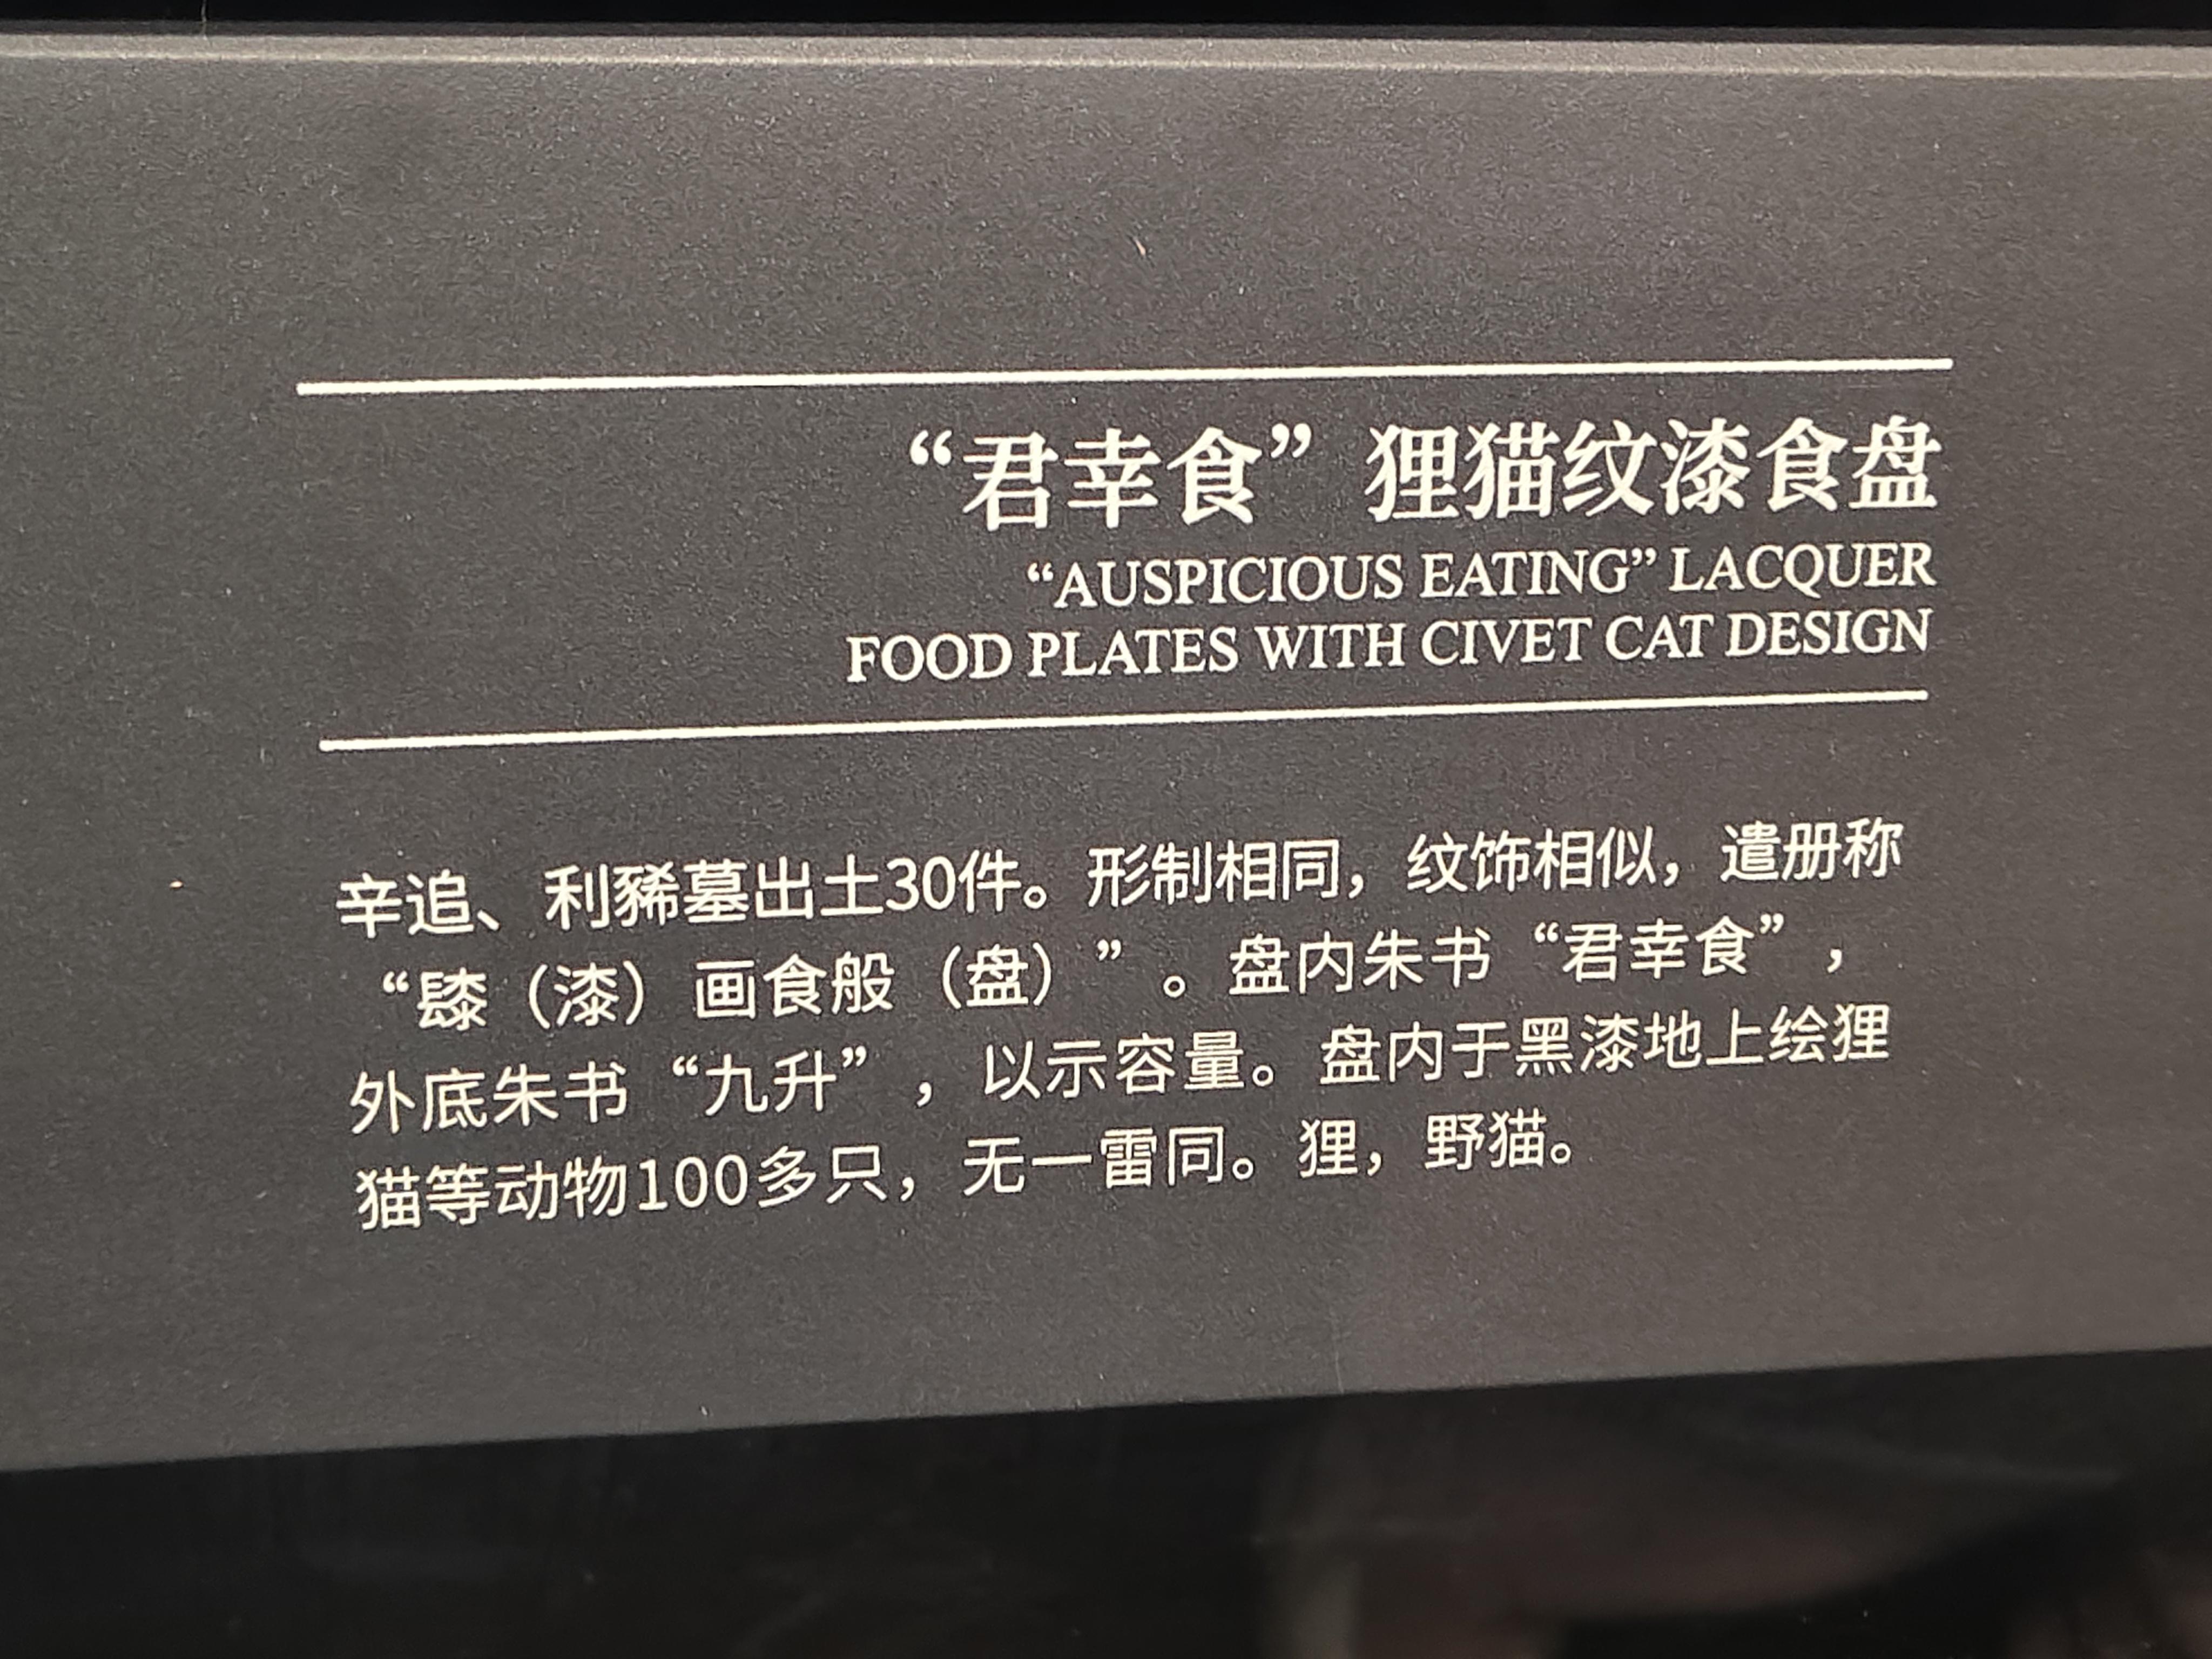 “君幸食”狸猫纹漆食盘
“AUSPICIOUS EATING” LACQUER
FOOD PLATES WITH CIVET CAT DESIGN
辛追、利豨墓出土30件。形制相同，纹饰相似，遣册称
“髹（漆）画食般（盘）”。盘内朱书“君幸食”，
外底朱书“九升”，以示容量。盘内于黑漆地上绘狸
猫等动物100多只，无一雷同。狸，野猫。